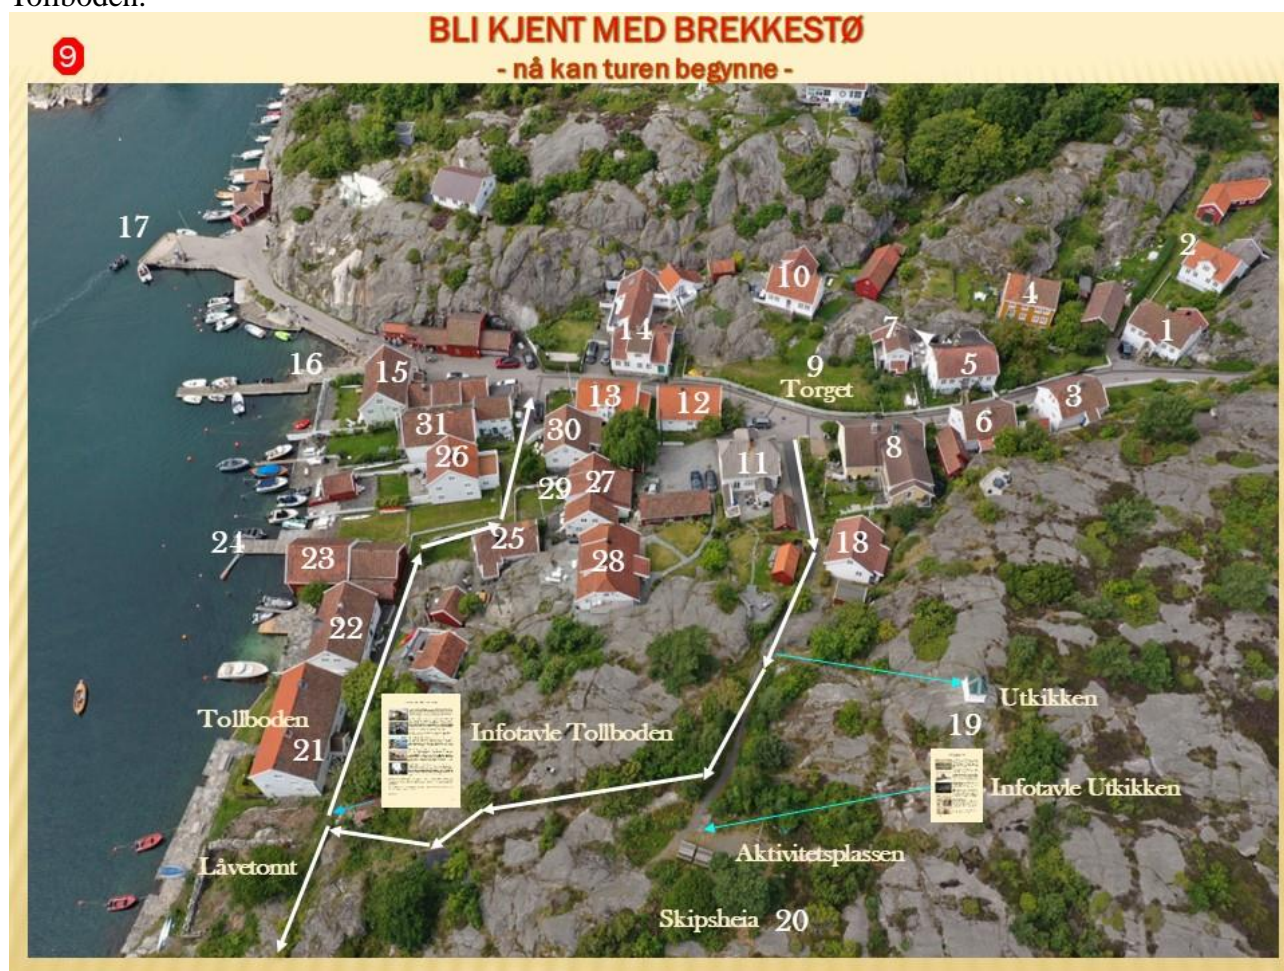 Tollboden.
BLI KJENT MED BREKKESTØ
9
- nå kan turen begynne -
17
2
10
4
14
7
1
9
5
16
15
Torget
13
12
3
31
30
6
26
11
8
29
27
24
23
25
28
18
22
Utkikken
Tollboden
19
21
Infotavle Tollboden
Infotavle Utkikken
Låvetomt
Aktivitetsplassen
Skipsheia 20